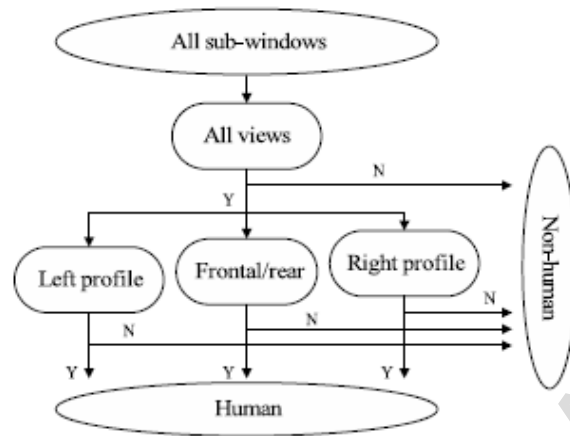 All sub-windows
All views
N
Y
Left profile
Frontal/rear
Right profile
Non-human
N
N
N
Y
Y
Y
Human